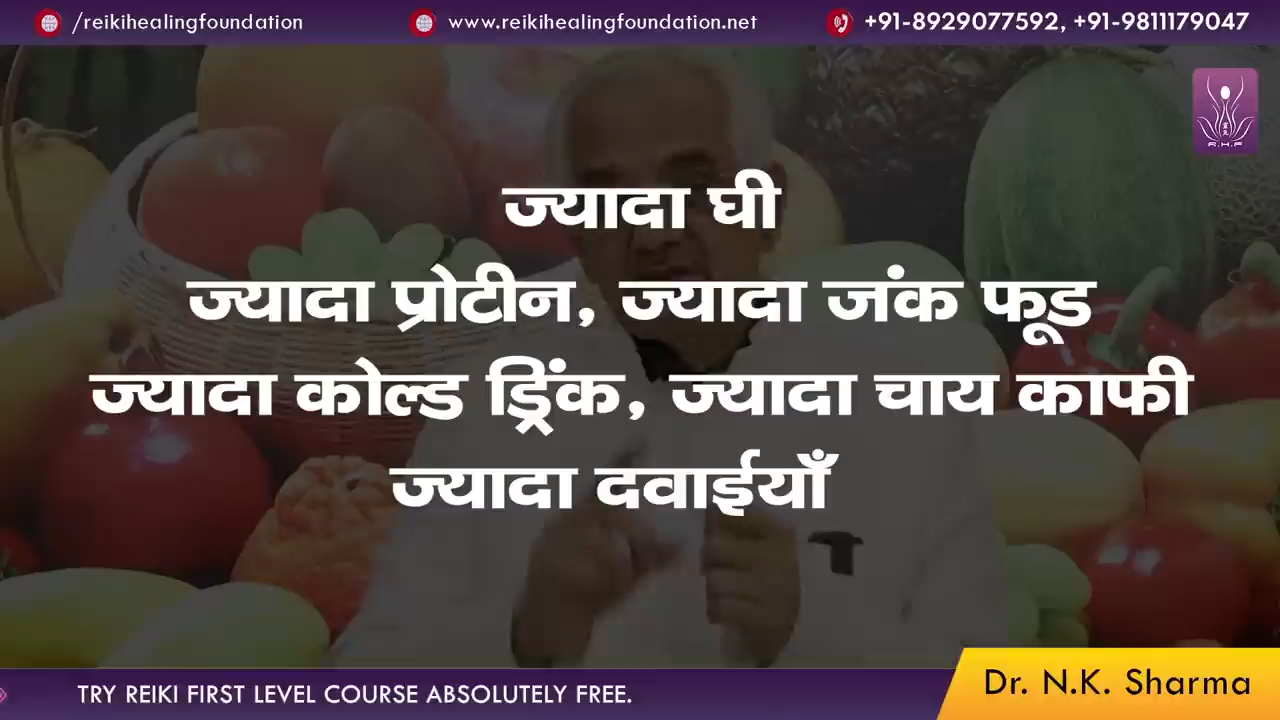 /reikihealingfoundation
www.reikihealingfoundation.net
+91-8929077592, +91-9811179047
R.H.F
ज्यादा घी
ज्यादा प्रोटीन, ज्यादा जंक फूड
ज्यादा कोल्ड ड्रिंक, ज्यादा चाय काफी
ज्यादा दवाईयाँ
TRY REIKI FIRST LEVEL COURSE ABSOLUTELY FREE.
Dr. N.K. Sharma